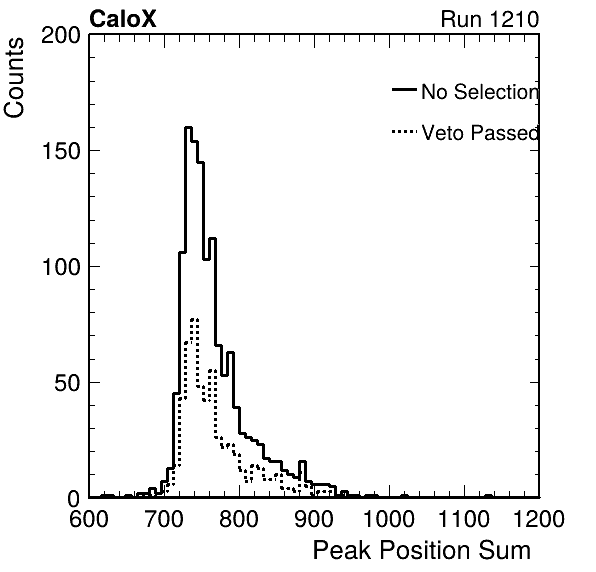 CaloX Run 1210
Counts
200
150
100
50
0
No Selection
Veto Passed
600 700 800 900 1000 1100 1200
Peak Position Sum